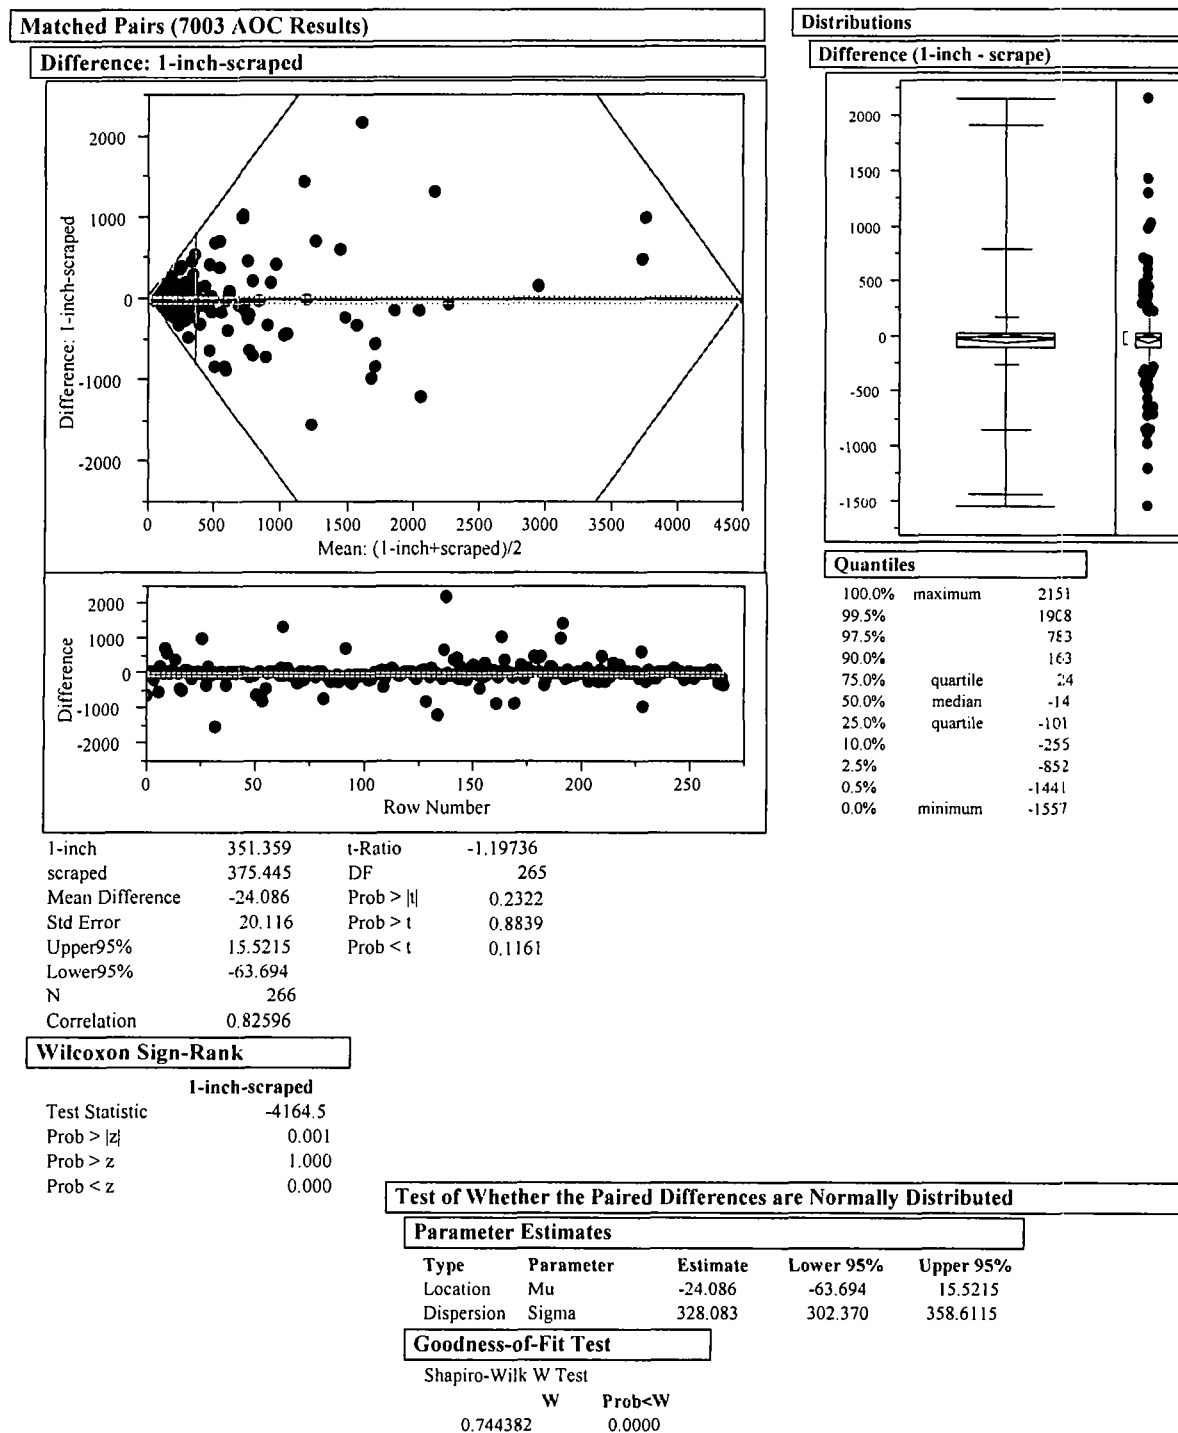 Matched Pairs (7003 AOC Results)
Difference: 1-inch-scraped
Difference: 1-inch-scraped
2000
1000
0
-1000
-2000
0 500 1000 1500 2000 2500 3000 3500 4000 4500
Mean: (1-inch+scraped)/2
Difference
2000
1000
0
-1000
-2000
0 50 100 150 200 250
Row Number
1-inch 351.359 t-Ratio -1.19736
scraped 375.445 DF 265
Mean Difference -24.086 Prob > |t| 0.2322
Std Error 20.116 Prob > t 0.8839
Upper95% 15.5215 Prob < t 0.1161
Lower95% -63.694
N 266
Correlation 0.82596
Wilcoxon Sign-Rank
1-inch-scraped
Test Statistic -4164.5
Prob > |z| 0.001
Prob > z 1.000
Prob < z 0.000
Distributions
Difference (1-inch - scrape)
2000
1500
1000
500
0
-500
-1000
-1500
Quantiles
100.0% maximum 2151
99.5% 1908
97.5% 783
90.0% 163
75.0% quartile 24
50.0% median -14
25.0% quartile -101
10.0% -255
2.5% -852
0.5% -1441
0.0% minimum -1557
Test of Whether the Paired Differences are Normally Distributed
Parameter Estimates
Type Parameter Estimate Lower 95% Upper 95%
Location Mu -24.086 -63.694 15.5215
Dispersion Sigma 328.083 302.370 358.6115
Goodness-of-Fit Test
Shapiro-Wilk W Test
W Prob<W
0.744382 0.0000